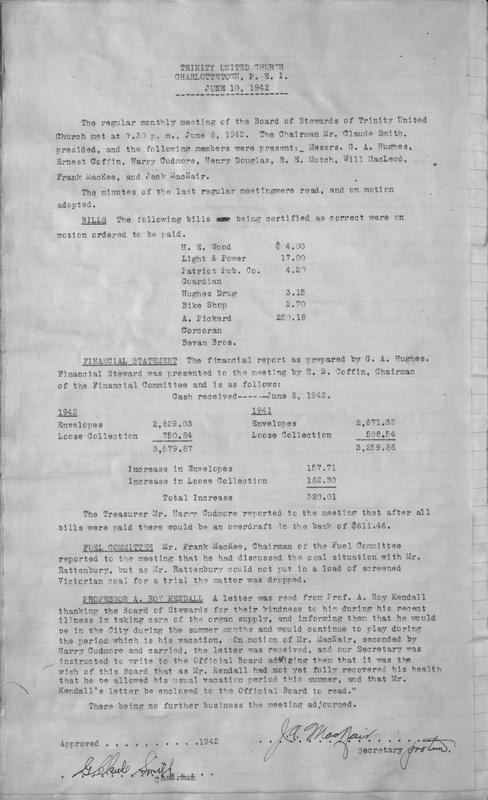 TRINITY UNITED CHURCH
CHARLOTTETOWN, P. E. I.
JUNE 10, 1942
The regular monthly meeting of the Board of Stewards of Trinity United
Church met at 7.30 p. m., June 8, 1942. The Chairman Mr. Claude Smith,
presided, and the following members were present:_ Messrs. G. A. Hughes,
Ernest Coffin, Harry Cudmore, Henry Douglas, R. E. Mutch, Will MacLeod,
Frank MacKee, and Jack MacNair.
The minutes of the last regular meetingwere read, and on motion
adopted.
BILLS The following bills being certified as correct were on
motion ordered to be paid.
H. E. Wood $ 4.00
Light & Power 17.00
Patriot Pub. Co. 4.20
Guardian
Hughes Drug 3.15
Bike Shop 2.70
A. Pickard 250.18
Corcoran
Bevan Bros.
FINANCIAL STATEMENT The financial report as prepared by G. A. Hughes.
Financial Steward was presented to the meeting by E. S. Coffin, Chairman
of the Financial Committee and is as follows:
Cash received-----June 8, 1942.
1942 1941
Envelopes 2,829.03 Envelopes 2,671.32
Loose Collection 750.84 Loose Collection 588.54
3,579.87 3,259.86
Increase in Envelopes 157.71
Increase in Loose Collection 162.30
Total Increase 320.01
The Treasurer Mr. Harry Cudmore reported to the meeting that after all
bills were paid there would be an overdraft in the bank of $611.46.
FUEL COMMITTEE Mr. Frank MacKee, Chairman of the Fuel Committee
reported to the meeting that he had discussed the coal situation with Mr.
Rattenbury, but as Mr. Rattenbury could not put in a load of screened
Victorian coal for a trial the matter was dropped.
PROFESSOR A. ROY KENDALL A letter was read from Prof. A. Roy Kendall
thanking the Board of Stewards for their kindness to him during his recent
illness in taking care of the organ supply, and informing them that he would
be in the City during the summer months and would continue to play during
the period which is his vacation. On motion of Mr. MacNair, seconded by
Harry Cudmore and carried, the letter was received, and our Secretary was
instructed to write to the Official Board advising them that it was the
wish of this Board that as Mr. Kendall had not yet fully recovered his health
that he be allowed his usual vacation period this summer, and that Mr.
Kendall's letter be enclosed to the Official Board to read."
There being no further business the meeting adjourned.
Approved . . . . . . . . . . .1942
J.A. MacNair
Secretary protem.
G. Claude Smith
Chairman